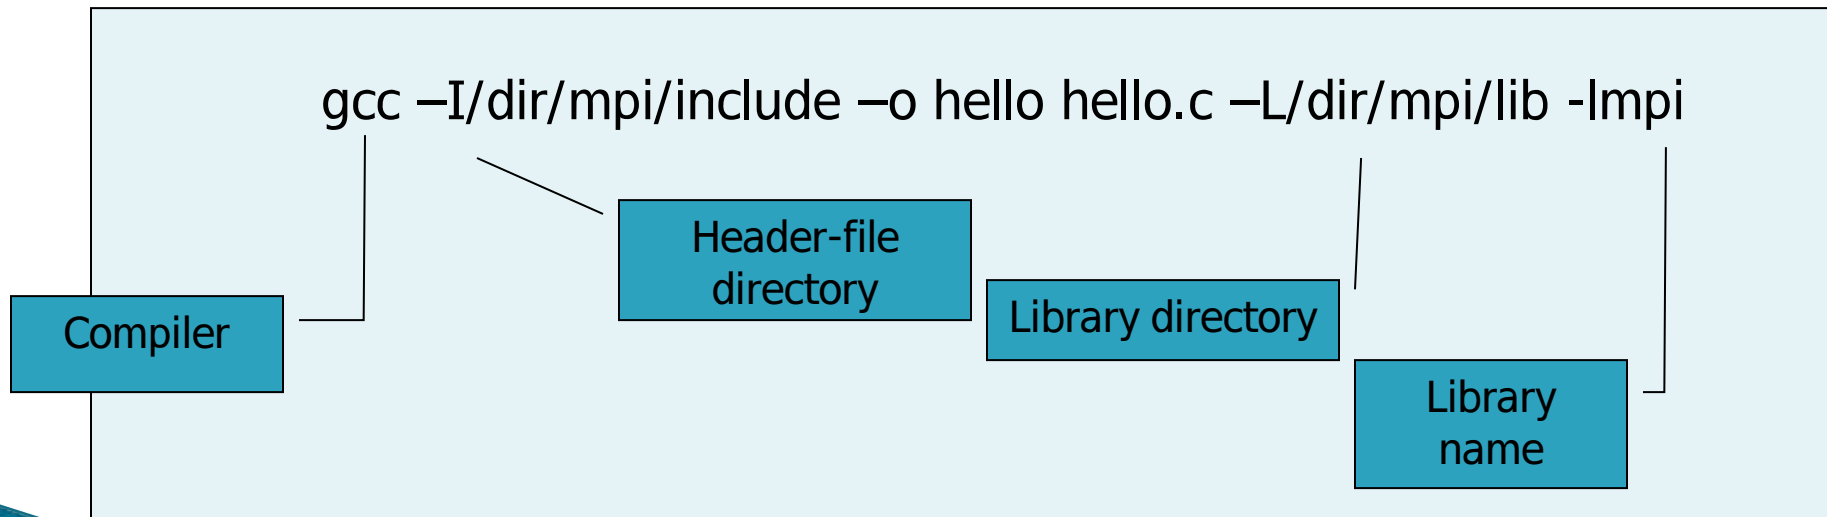 gcc –I/dir/mpi/include –o hello hello.c –L/dir/mpi/lib -lmpi
Header-file
directory
Library directory
Compiler
Library
name